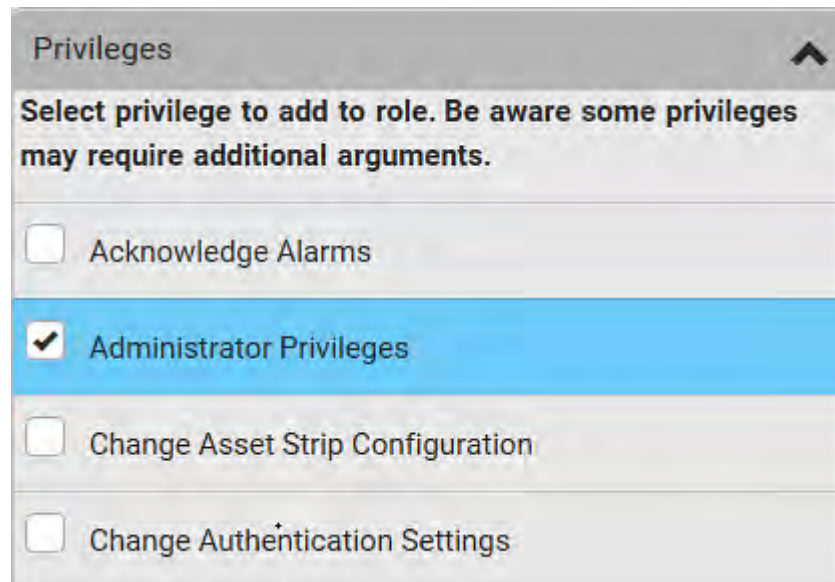 Privileges
Select privilege to add to role. Be aware some privileges
may require additional arguments.
Acknowledge Alarms
Administrator Privileges
Change Asset Strip Configuration
Change Authentication Settings